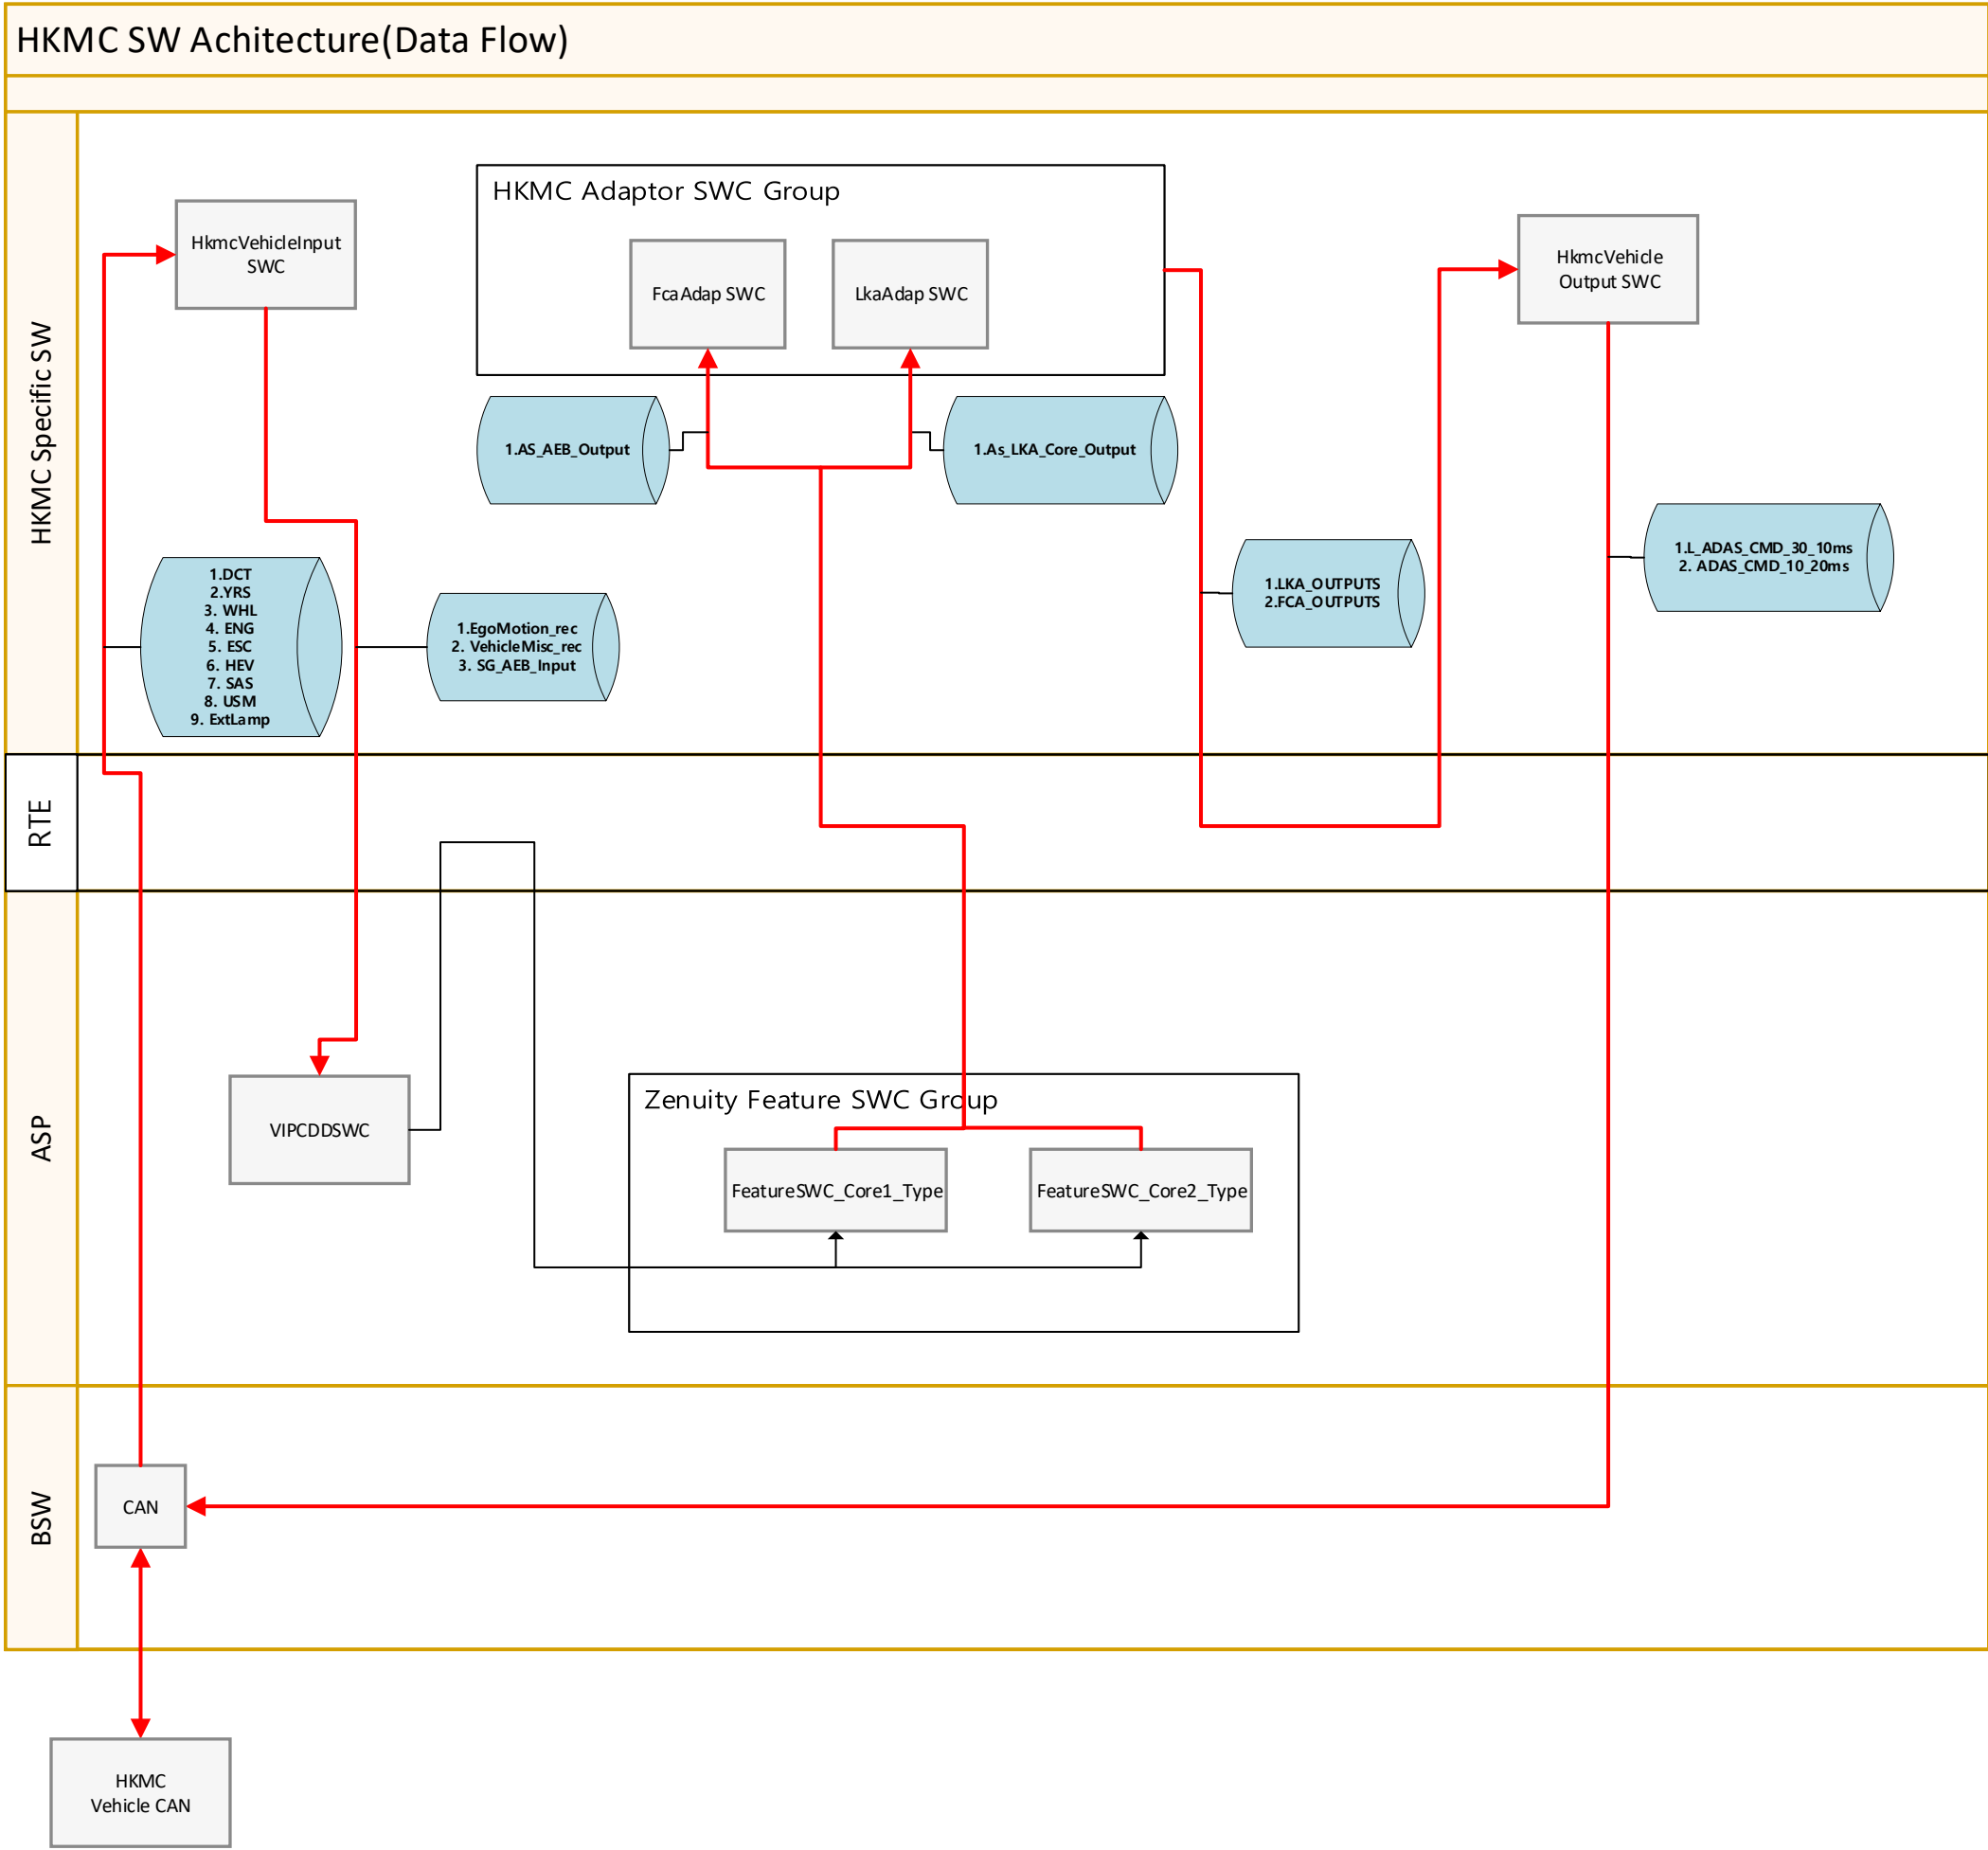 HKMC SW Achitecture(Data Flow)
HKMC Specific SW
HkmcVehicleInput
SWC
HKMC Adaptor SWC Group
FcaAdap SWC
LkaAdap SWC
HkmcVehicle
Output SWC
1.AS_AEB_Output
1.As_LKA_Core_Output
1.DCT
2.YRS
3. WHL
4. ENG
5. ESC
6. HEV
7. SAS
8. USM
9. ExtLamp
1.EgoMotion_rec
2. VehicleMisc_rec
3. SG_AEB_Input
1.LKA_OUTPUTS
2.FCA_OUTPUTS
1.L_ADAS_CMD_30_10ms
2. ADAS_CMD_10_20ms
RTE
ASP
VIPCDDSWC
Zenuity Feature SWC Group
FeatureSWC_Core1_Type
FeatureSWC_Core2_Type
BSW
CAN
HKMC
Vehicle CAN